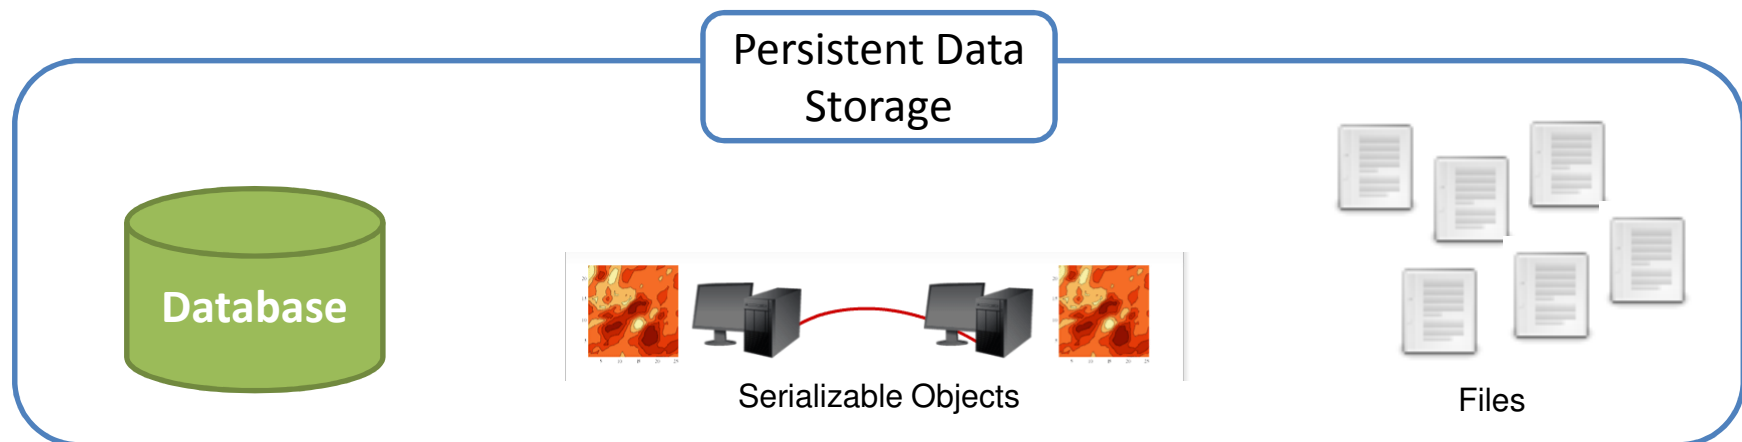 Persistent Data
Storage
Database
Serializable Objects
Files